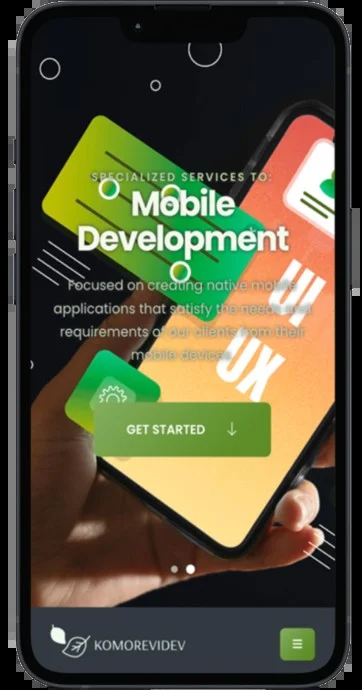 SPECIALIZED SERVICES TO:
Mobile
Development
Focused on creating native mobile
applications that satisfy the needs and
requirements of our clients from their
mobile devices.
UI
UX
GET STARTED
KOMOREVIDEV